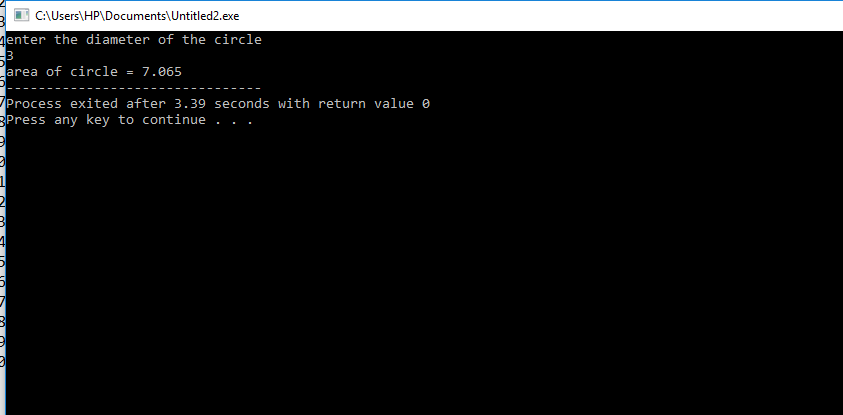 C:\Users\HP\Documents\Untitled2.exe
enter the diameter of the circle
3
area of circle = 7.065
--------------------------------
Process exited after 3.39 seconds with return value 0
Press any key to continue . . .